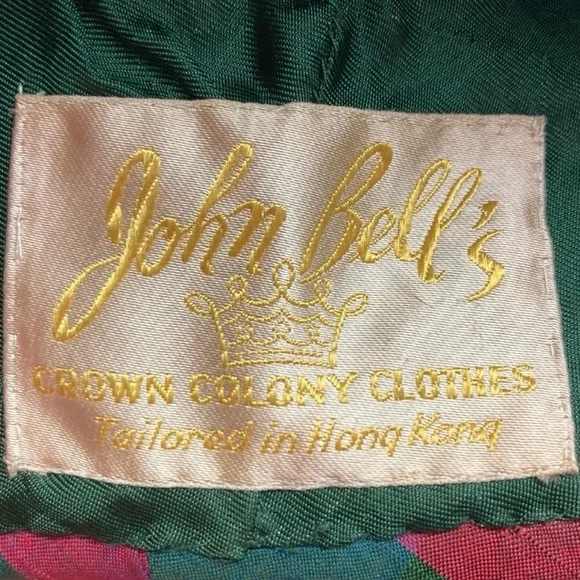 John Bell's
CROWN COLONY CLOTHES
Tailored in Hong Kong